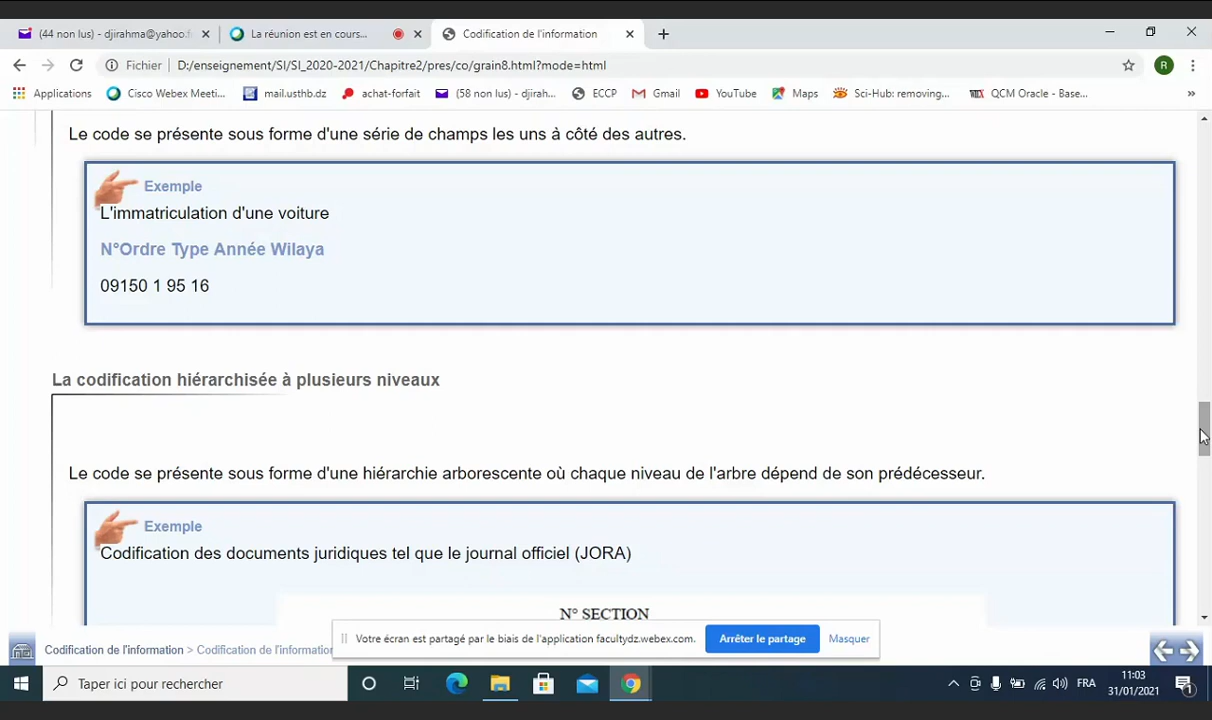 (44 non lus) - djirahma@yahoo.f
La réunion est en cours...
Codification de l'information
Fichier
D:/enseignement/SI/SI_2020-2021/Chapitre2/pres/co/grain8.html?mode=html
R
Applications
Cisco Webex Meeti...
mail.usthb.dz
achat-forfait
(58 non lus) - djirah...
ECCP
Gmail
YouTube
Maps
Sci-Hub: removing...
QCM Oracle - Base...
»
Le code se présente sous forme d'une série de champs les uns à côté des autres.
Exemple
L'immatriculation d'une voiture
N°Ordre Type Année Wilaya
09150 1 95 16
La codification hiérarchisée à plusieurs niveaux
Le code se présente sous forme d'une hiérarchie arborescente où chaque niveau de l'arbre dépend de son prédécesseur.
Exemple
Codification des documents juridiques tel que le journal officiel (JORA)
N° SECTION
Votre écran est partagé par le biais de l'application facultydz.webex.com.
Arrêter le partage
Masquer
Codification de l'information > Codification de l'information
Taper ici pour rechercher
FRA
11:03
31/01/2021
1